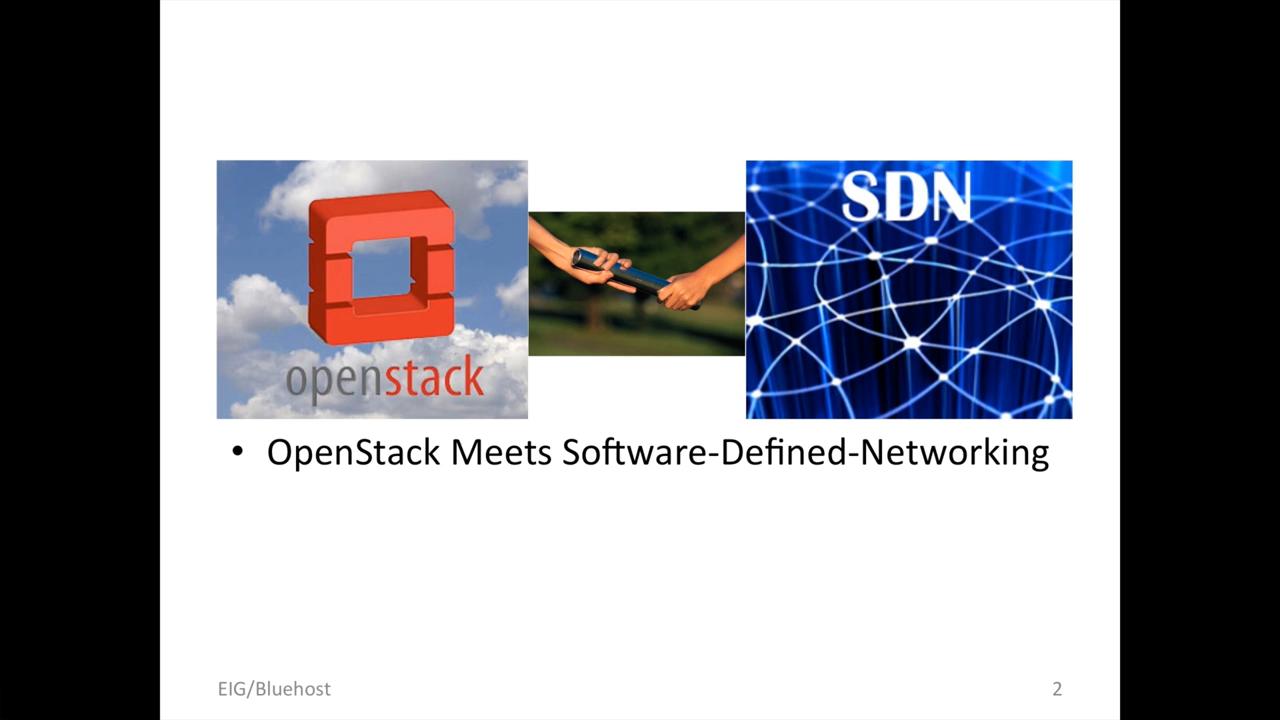 SDN
openstack
• OpenStack Meets Software-Defined-Networking
EIG/Bluehost
2